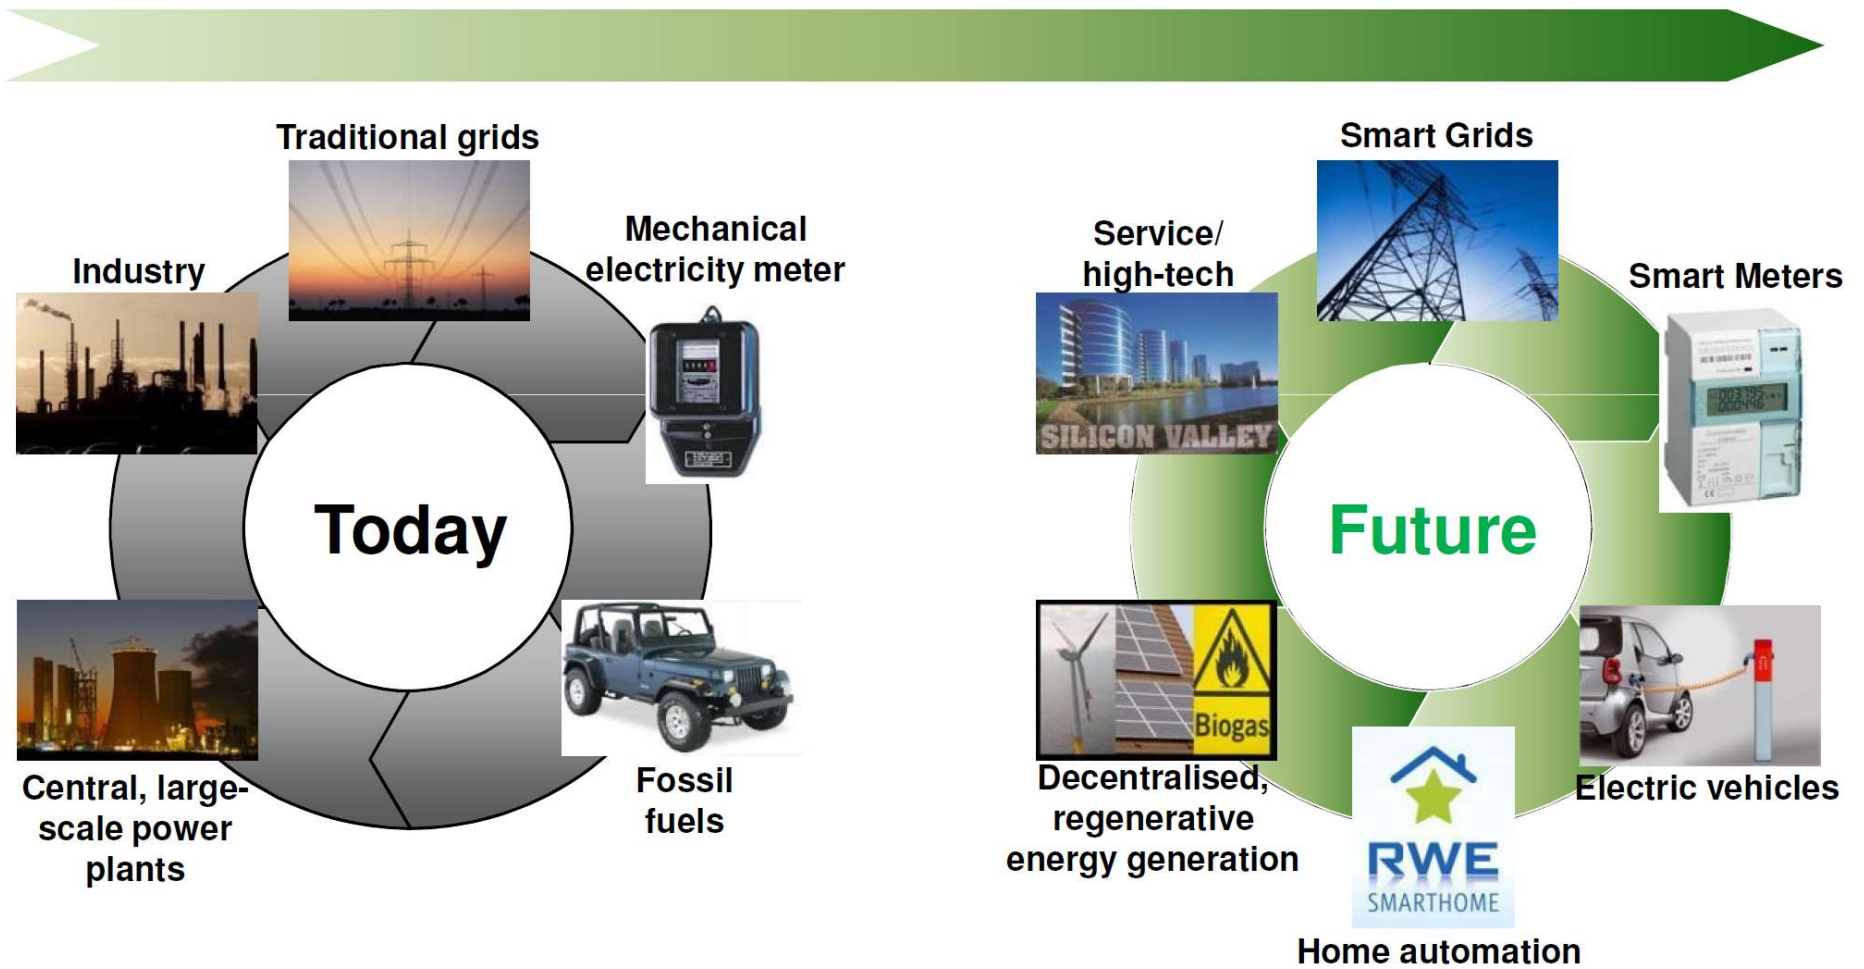 Traditional grids
Mechanical
electricity meter
Industry
Today
Central, large-
scale power
plants
Fossil
fuels
Smart Grids
Service/
high-tech
SILICON VALLEY
Smart Meters
Future
Biogas
Decentralised,
regenerative
energy generation
Electric vehicles
RWE
SMARTHOME
Home automation